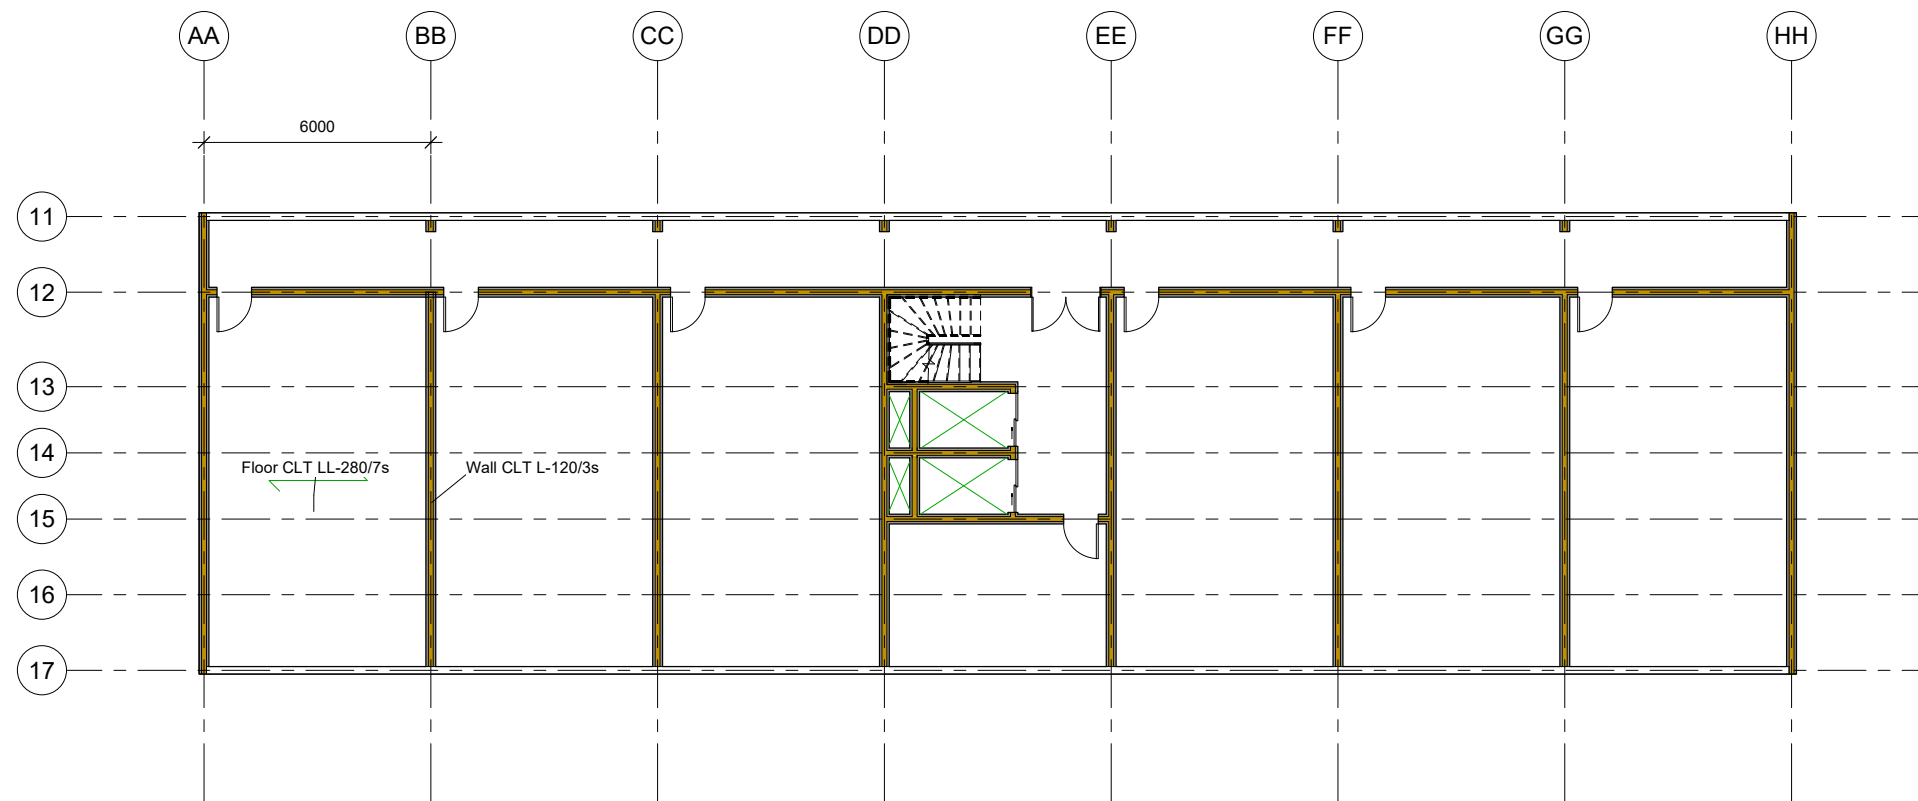 AA
BB
CC
DD
EE
FF
GG
HH
6000
11
12
13
14
Floor CLT LL-280/7s
Wall CLT L-120/3s
15
16
17